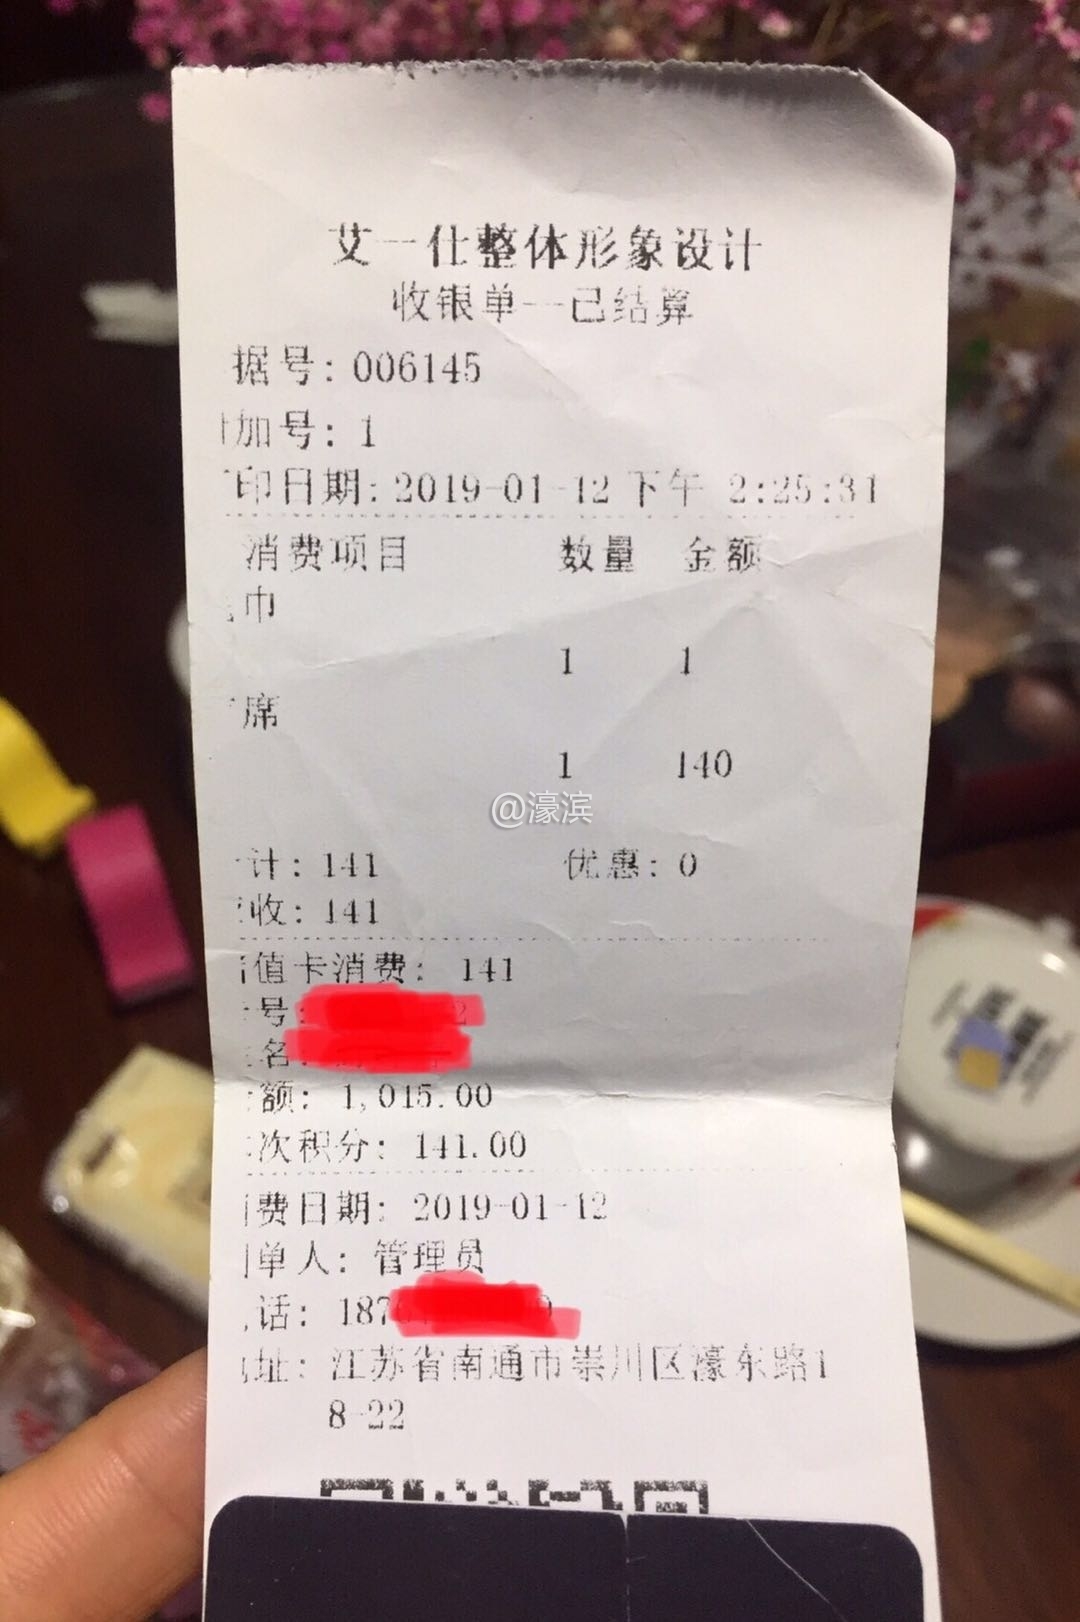 艾一仕整体形象设计
收银单--已结算
据号: 006145
加号: 1
印日期: 2019-01-12 下午 2:25:31
消费项目 数量 金额
巾
1 1
席
1 140
@濠滨
计: 141 优惠: 0
收: 141
值卡消费: 141
号:
名:
额: 1,015.00
次积分: 141.00
费日期: 2019-01-12
单人: 管理员
话: 187
址: 江苏省南通市崇川区濠东路1
8-22